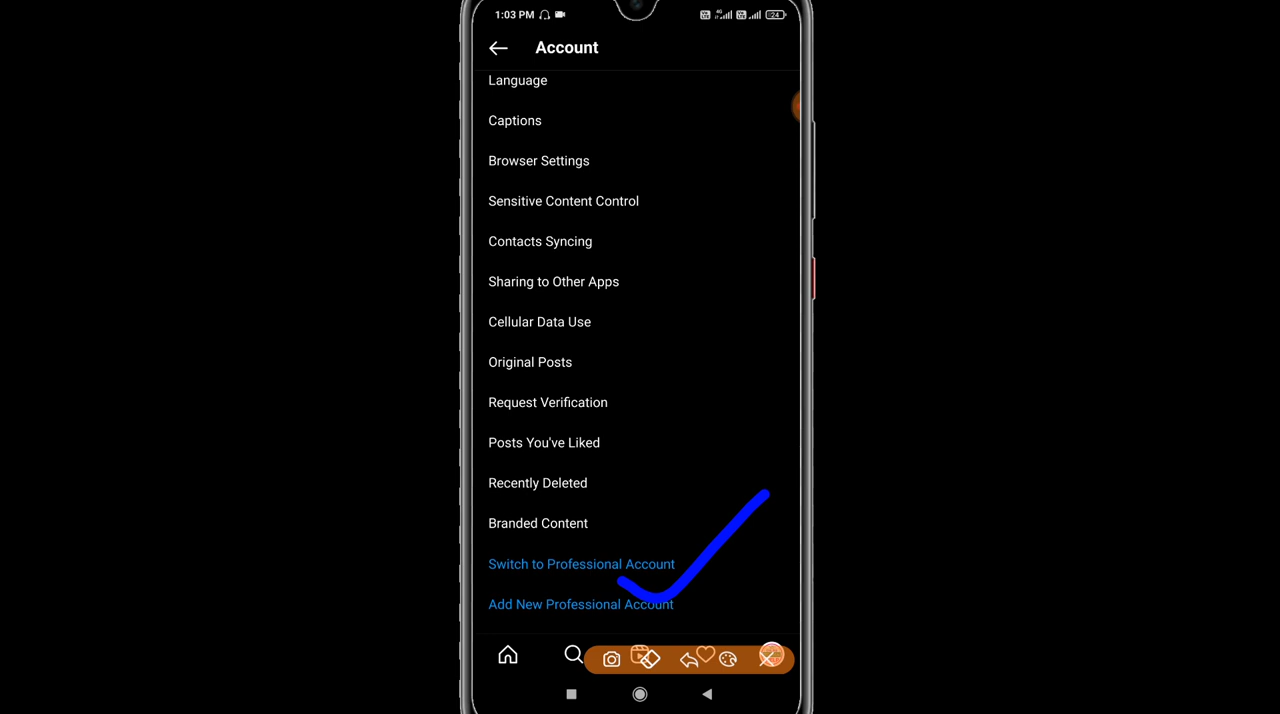 1:03 PM 24
Account
Language
Captions
Browser Settings
Sensitive Content Control
Contacts Syncing
Sharing to Other Apps
Cellular Data Use
Original Posts
Request Verification
Posts You've Liked
Recently Deleted
Branded Content
Switch to Professional Account
Add New Professional Account